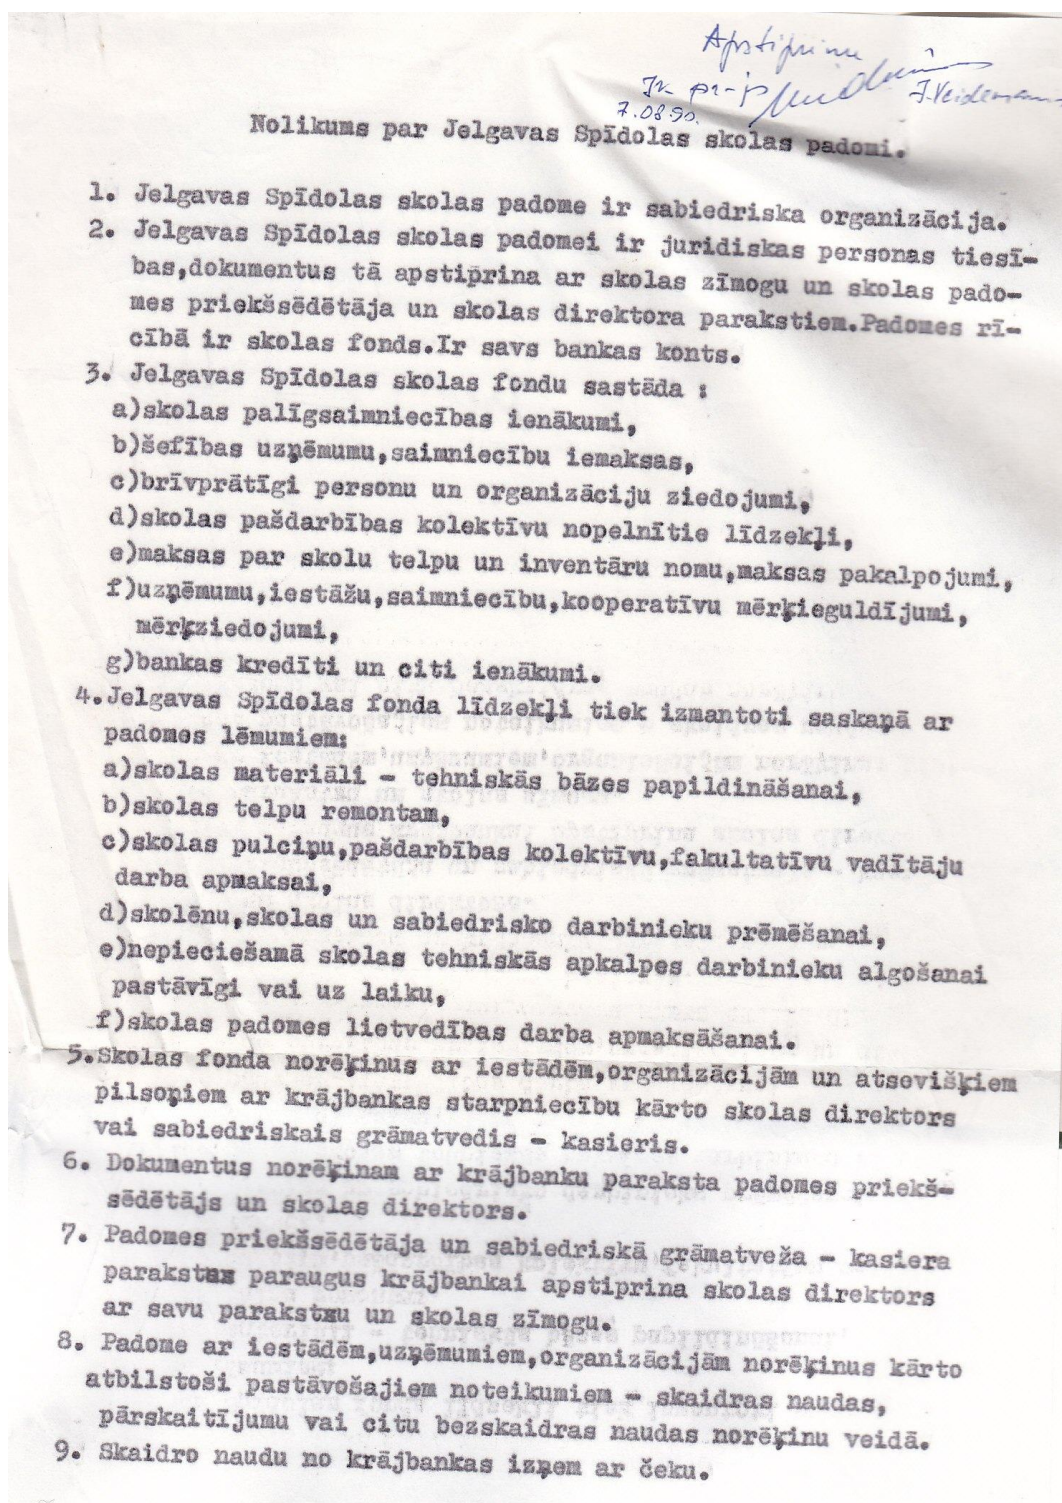 Apstiprinu
J. Veidemann
7.08.90.
Nolikums par Jelgavas Spīdolas skolas padomi.
1. Jelgavas Spīdolas skolas padome ir sabiedriska organizācija.
2. Jelgavas Spīdolas skolas padomei ir juridiskas personas tiesī-
bas,dokumentus tā apstiprina ar skolas zīmogu un skolas pado-
mes priekšsēdētāja un skolas direktora parakstiem.Padomes rī-
cībā ir skolas fonds.Ir savs bankas konts.
3. Jelgavas Spīdolas skolas fondu sastāda :
a)skolas palīgsaimniecības ienākumi,
b)šefības uzņēmumu,saimniecību iemaksas,
c)brīvprātīgi personu un organizāciju ziedojumi,
d)skolas pašdarbības kolektīvu nopelnītie līdzekļi,
e)maksas par skolu telpu un inventāru nomu,maksas pakalpojumi,
f)uzņēmumu,iestāžu,saimniecību,kooperatīvu mērķieguldījumi,
mērķziedojumi,
g)bankas kredīti un citi ienākumi.
4.Jelgavas Spīdolas fonda līdzekļi tiek izmantoti saskaņā ar
padomes lēmumiem:
a)skolas materiāli - tehniskās bāzes papildināšanai,
b)skolas telpu remontam,
c)skolas pulciņu,pašdarbības kolektīvu,fakultatīvu vadītāju
darba apmaksai,
d)skolēnu,skolas un sabiedrisko darbinieku prēmēšanai,
e)nepieciešamā skolas tehniskās apkalpes darbinieku algošanai
pastāvīgi vai uz laiku,
f)skolas padomes lietvedības darba apmaksāšanai.
5.Skolas fonda norēķinus ar iestādēm,organizācijām un atsevišķiem
pilsoņiem ar krājbankas starpniecību kārto skolas direktors
vai sabiedriskais grāmatvedis - kasieris.
6. Dokumentus norēķinam ar krājbanku paraksta padomes priekš-
sēdētājs un skolas direktors.
7. Padomes priekšsēdētāja un sabiedriskā grāmatveža - kasiera
paraksta paraugus krājbankai apstiprina skolas direktors
ar savu parakstu un skolas zīmogu.
8. Padome ar iestādēm,uzņēmumiem,organizācijām norēķinus kārto
atbilstoši pastāvošajiem noteikumiem - skaidras naudas,
pārskaitījumu vai citu bezskaidras naudas norēķinu veidā.
9. Skaidro naudu no krājbankas izņem ar čeku.